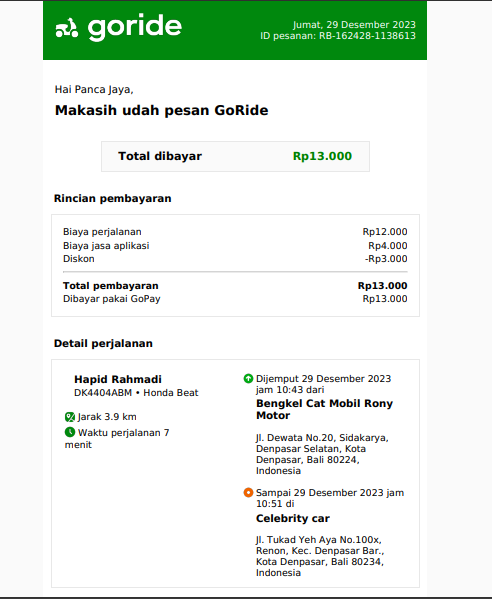 goride
Jumat, 29 Desember 2023
ID pesanan: RB-162428-1138613
Hai Panca Jaya,
Makasih udah pesan GoRide
Total dibayar Rp13.000
Rincian pembayaran
Biaya perjalanan Rp12.000
Biaya jasa aplikasi Rp4.000
Diskon -Rp3.000
Total pembayaran Rp13.000
Dibayar pakai GoPay Rp13.000
Detail perjalanan
Hapid Rahmadi
DK4404ABM • Honda Beat
Jarak 3.9 km
Waktu perjalanan 7
menit
Dijemput 29 Desember 2023
jam 10:43 dari
Bengkel Cat Mobil Rony
Motor
Jl. Dewata No.20, Sidakarya,
Denpasar Selatan, Kota
Denpasar, Bali 80224,
Indonesia
Sampai 29 Desember 2023 jam
10:51 di
Celebrity car
Jl. Tukad Yeh Aya No.100x,
Renon, Kec. Denpasar Bar.,
Kota Denpasar, Bali 80234,
Indonesia